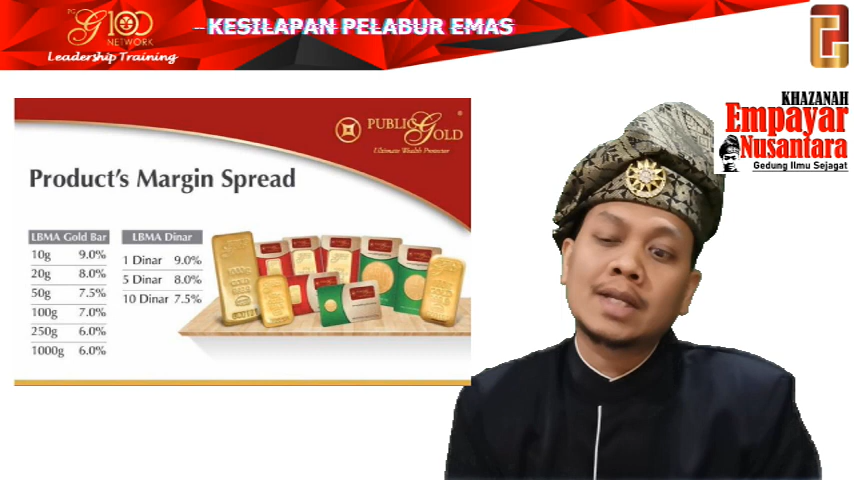 PG
G100
NETWORK
Leadership Training
– KESILAPAN PELABUR EMAS
KHAZANAH
Empayar
Nusantara
Gedung Ilmu Sejagat
PUBLIC GOLD ®
Ultimate Wealth Protector
Product's Margin Spread
LBMA Gold Bar
10g 9.0%
20g 8.0%
50g 7.5%
100g 7.0%
250g 6.0%
1000g 6.0%
LBMA Dinar
1 Dinar 9.0%
5 Dinar 8.0%
10 Dinar 7.5%